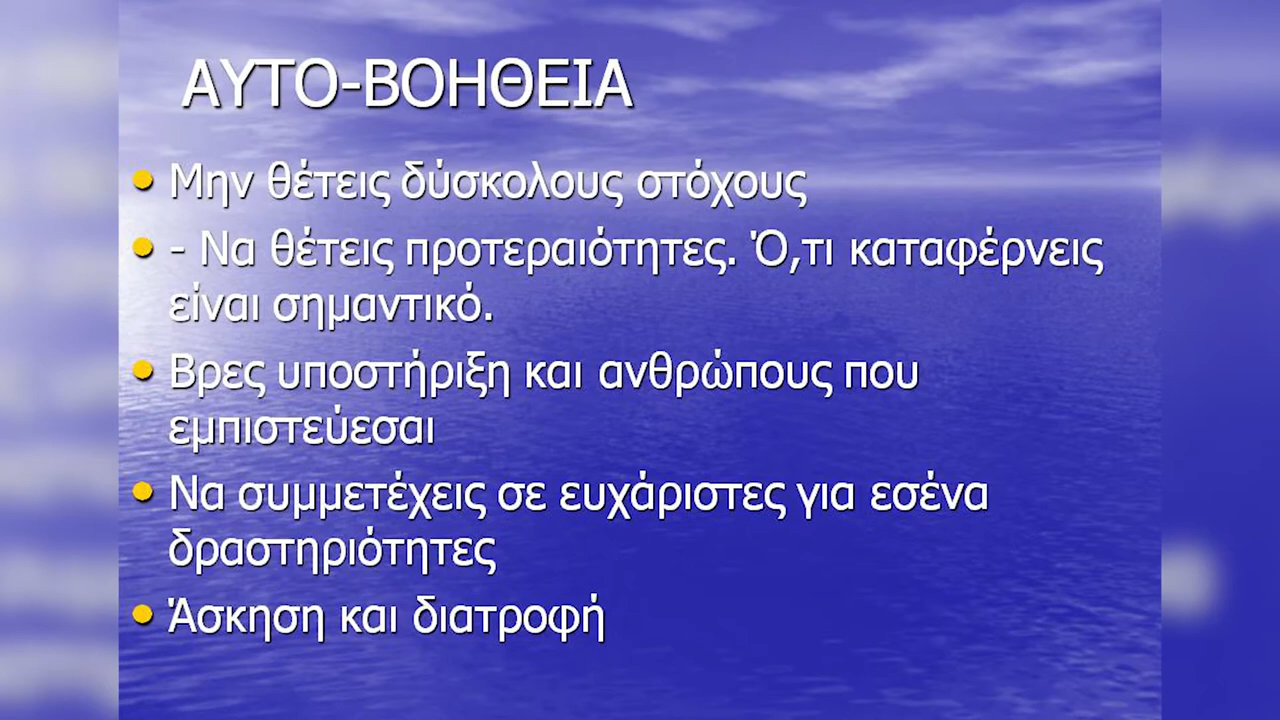 ΑΥΤΟ-ΒΟΗΘΕΙΑ
• Μην θέτεις δύσκολους στόχους
• - Να θέτεις προτεραιότητες. Ό,τι καταφέρνεις
είναι σημαντικό.
• Βρες υποστήριξη και ανθρώπους που
εμπιστεύεσαι
• Να συμμετέχεις σε ευχάριστες για εσένα
δραστηριότητες
• Άσκηση και διατροφή